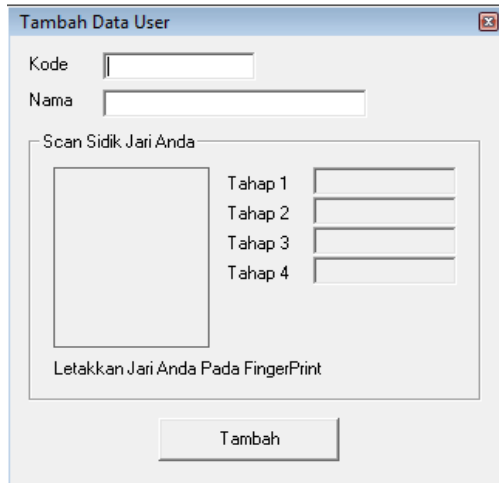 Tambah Data User
Kode
Nama
Scan Sidik Jari Anda
Tahap 1
Tahap 2
Tahap 3
Tahap 4
Letakkan Jari Anda Pada FingerPrint
Tambah